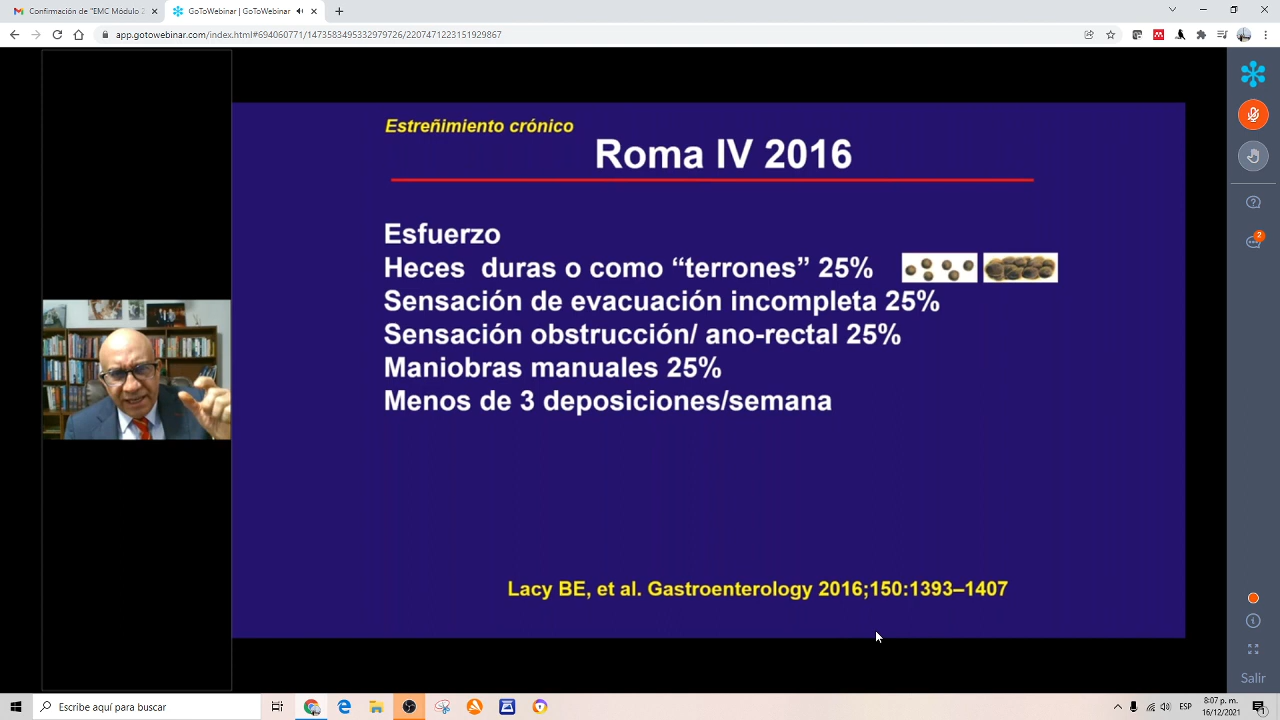 Confirmación de "EMC Módulo
GoToWebinar | GoToWebinar
app.gotowebinar.com/index.html#694060771/1473583495332979726/2207471223151929867
Estreñimiento crónico
Roma IV 2016
Esfuerzo
Heces duras o como “terrones” 25%
Sensación de evacuación incompleta 25%
Sensación obstrucción/ ano-rectal 25%
Maniobras manuales 25%
Menos de 3 deposiciones/semana
Lacy BE, et al. Gastroenterology 2016;150:1393–1407
2
Salir
Escribe aquí para buscar
ESP
8:07 p. m.
16/12/2021